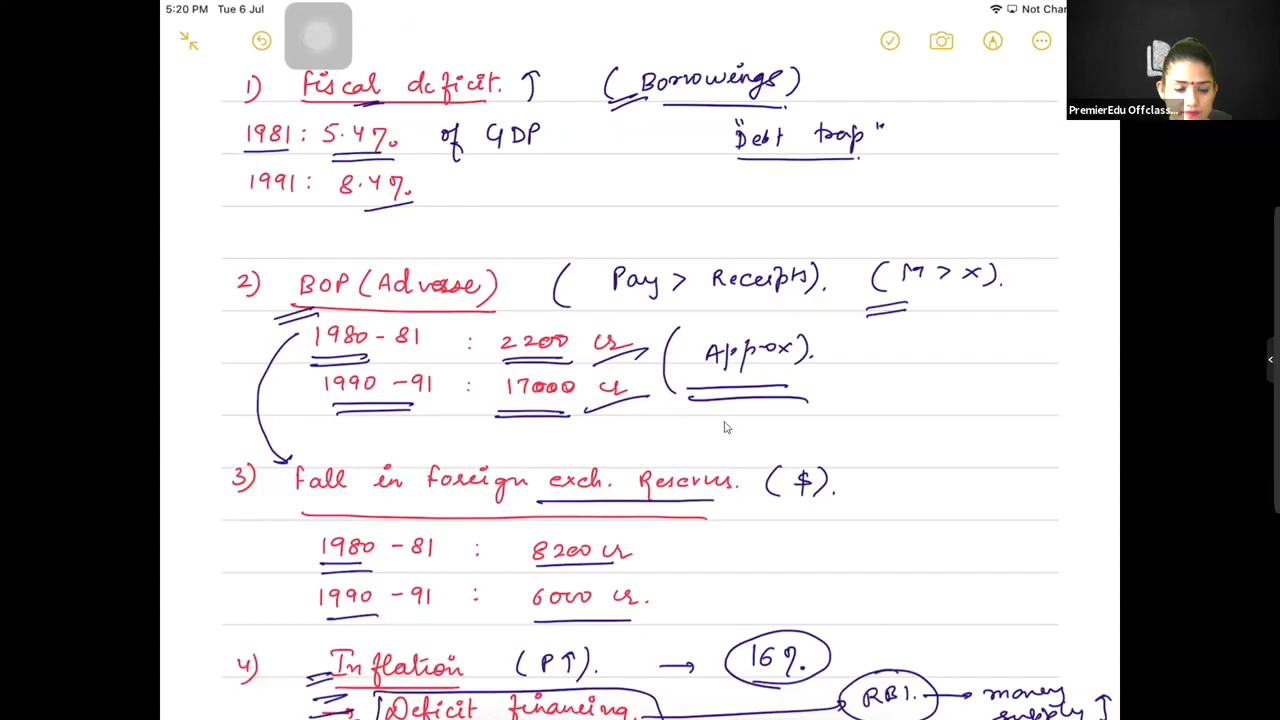 5:20 PM Tue 6 Jul
Not Char
PremierEdu Offclass...
1) Fiscal deficit. ↑ (Borrowings)
1981 : 5.4%. of GDP "Debt trap"
1991 : 8.4%.
2) BOP (Adverse) ( Pay > Receipts). (M > X).
1980 - 81 : 2200 cr (Approx).
1990 - 91 : 17000 cr
3) Fall in foreign exch. Reserves. ($).
1980 - 81 : 8200 cr
1990 - 91 : 6000 cr.
4) Inflation (P↑). → 16%.
→ Deficit financing. RBI. → money
supply ↑